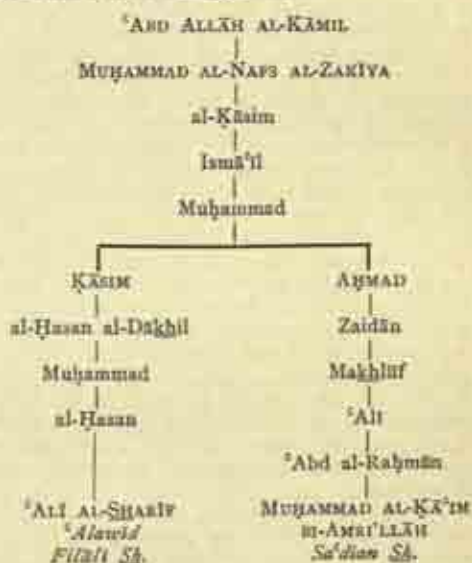 ʿABD ALLĀH AL-KĀMIL
MUḤAMMAD AL-NAFS AL-ZAKĪYA
al-Ḳāsim
Ismāʿīl
Muḥammad
ḲĀSIM AḤMAD
al-Ḥasan al-Dākhil Zaidān
Muḥammad Makhlūf
al-Ḥasan ʿAlī
ʿAbd al-Raḥmān
ʿALĪ AL-SHARĪF MUḤAMMAD AL-ḲĀʾIM
ʿAlawid BI-AMRI'LLĀH
Filālī Sh. Saʿdian Sh.